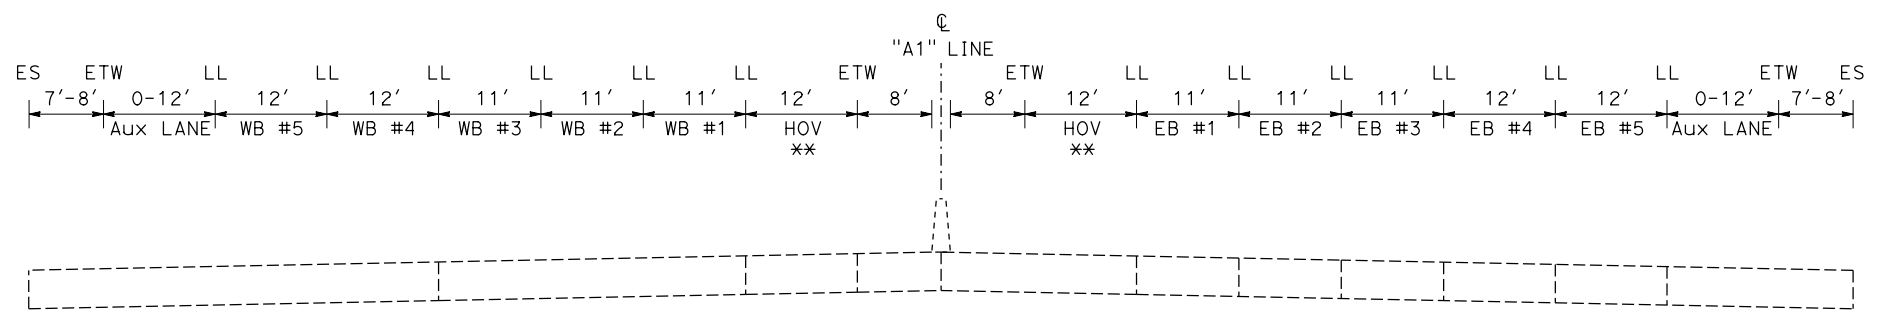 ℄
"A1" LINE
ES ETW LL LL LL LL LL LL ETW ETW LL LL LL LL LL LL ETW ES
7'-8' 0-12' 12' 12' 11' 11' 11' 12' 8' 8' 12' 11' 11' 11' 12' 12' 0-12' 7'-8'
Aux LANE WB #5 WB #4 WB #3 WB #2 WB #1 HOV HOV EB #1 EB #2 EB #3 EB #4 EB #5 Aux LANE
** **